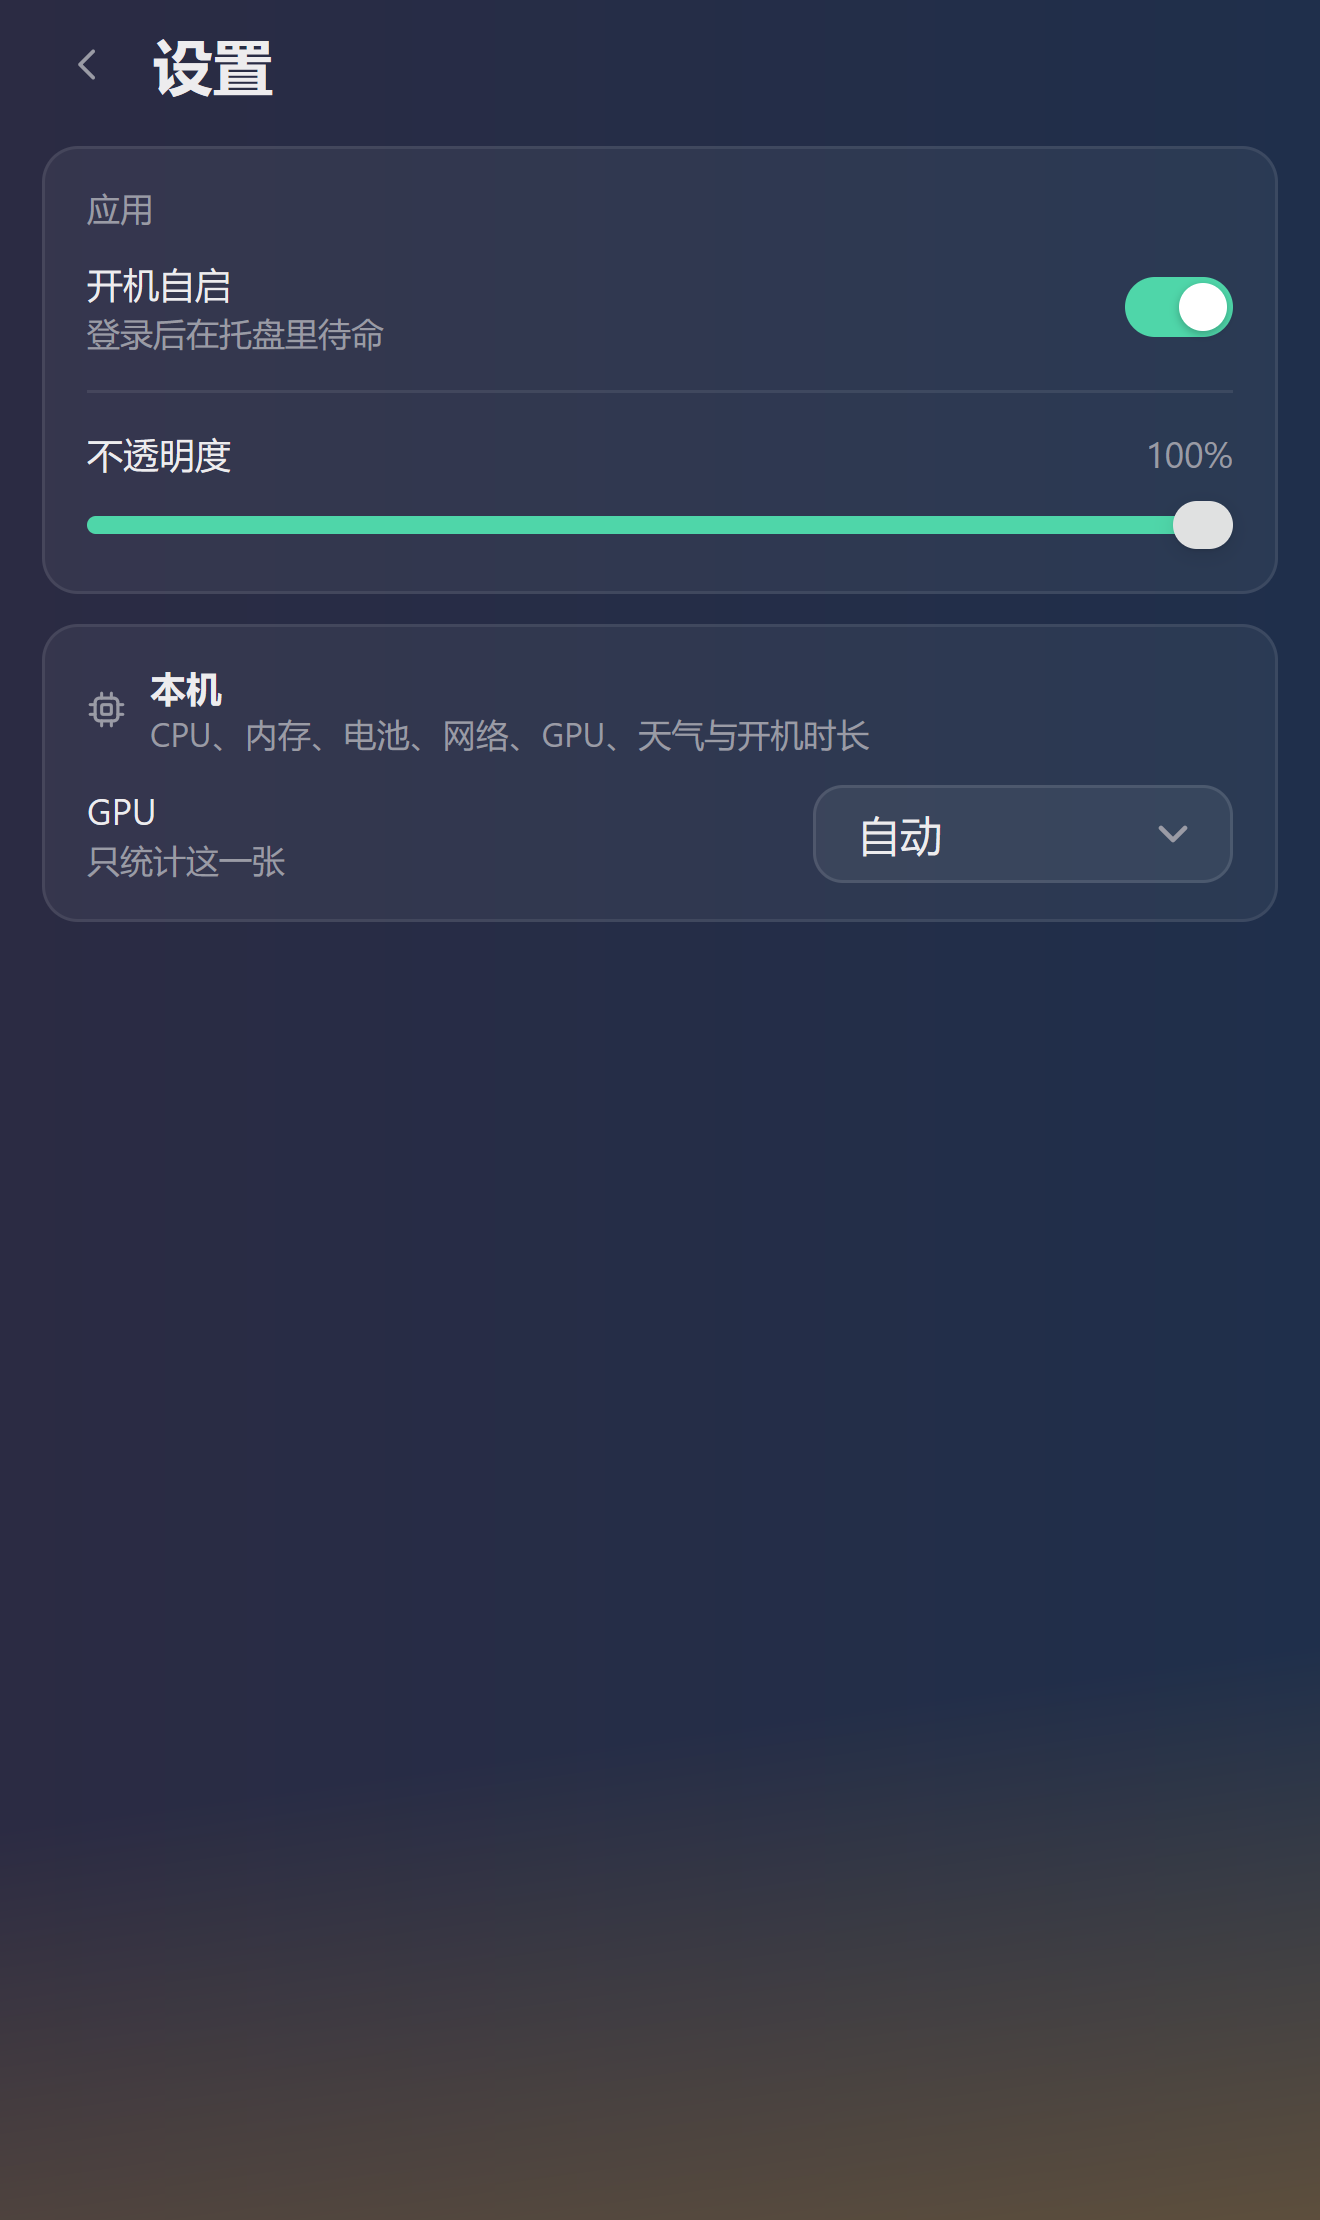 设置
应用
开机自启
登录后在托盘里待命
不透明度
100%
本机
CPU、内存、电池、网络、GPU、天气与开机时长
GPU
只统计这一张
自动